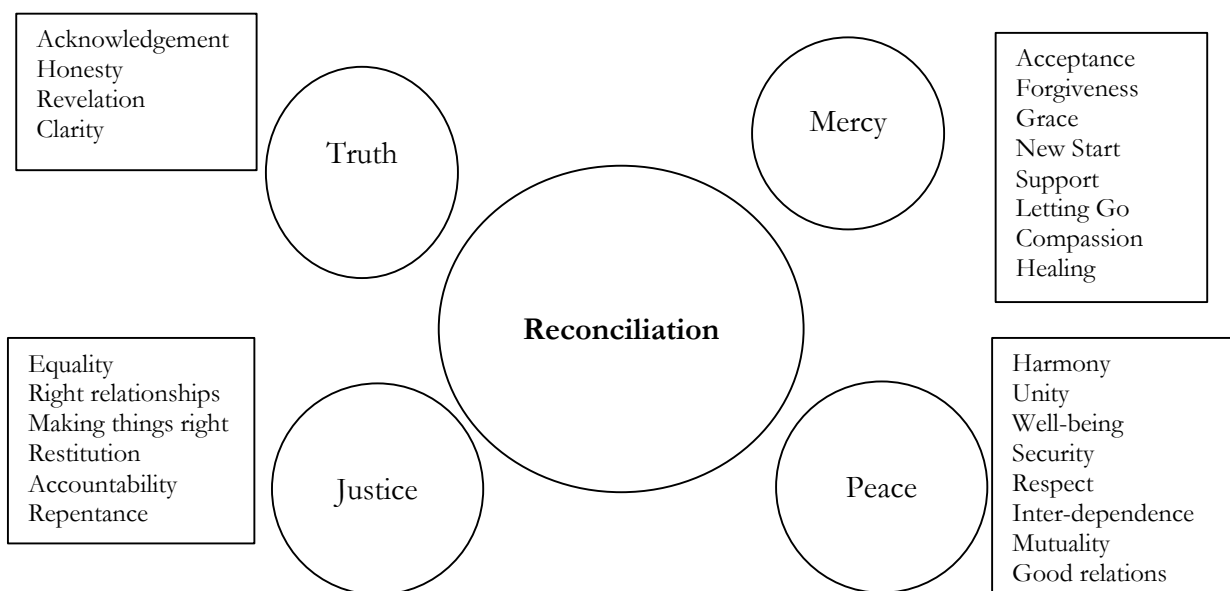 Acknowledgement
Honesty
Revelation
Clarity
Truth
Mercy
Acceptance
Forgiveness
Grace
New Start
Support
Letting Go
Compassion
Healing
Reconciliation
Equality
Right relationships
Making things right
Restitution
Accountability
Repentance
Justice
Peace
Harmony
Unity
Well-being
Security
Respect
Inter-dependence
Mutuality
Good relations